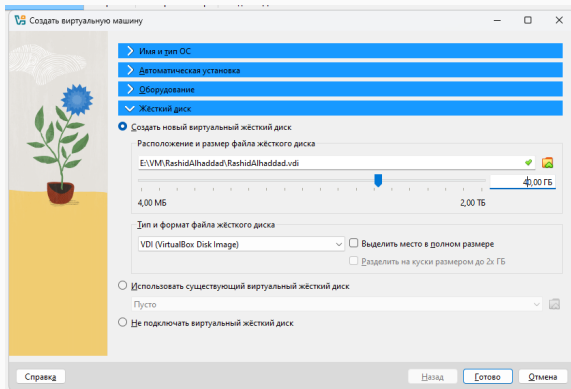 Создать виртуальную машину
Имя и тип ОС
Автоматическая установка
Оборудование
Жёсткий диск
Создать новый виртуальный жёсткий диск
Расположение и размер файла жёсткого диска
E:\VM\RashidAlhaddad\RashidAlhaddad.vdi
40,00 ГБ
4,00 МБ 2,00 ТБ
Тип и формат файла жёсткого диска
VDI (VirtualBox Disk Image) Выделить место в полном размере
Разделить на куски размером до 2х ГБ
Использовать существующий виртуальный жёсткий диск
Пусто
Не подключать виртуальный жёсткий диск
Справка Назад Готово Отмена